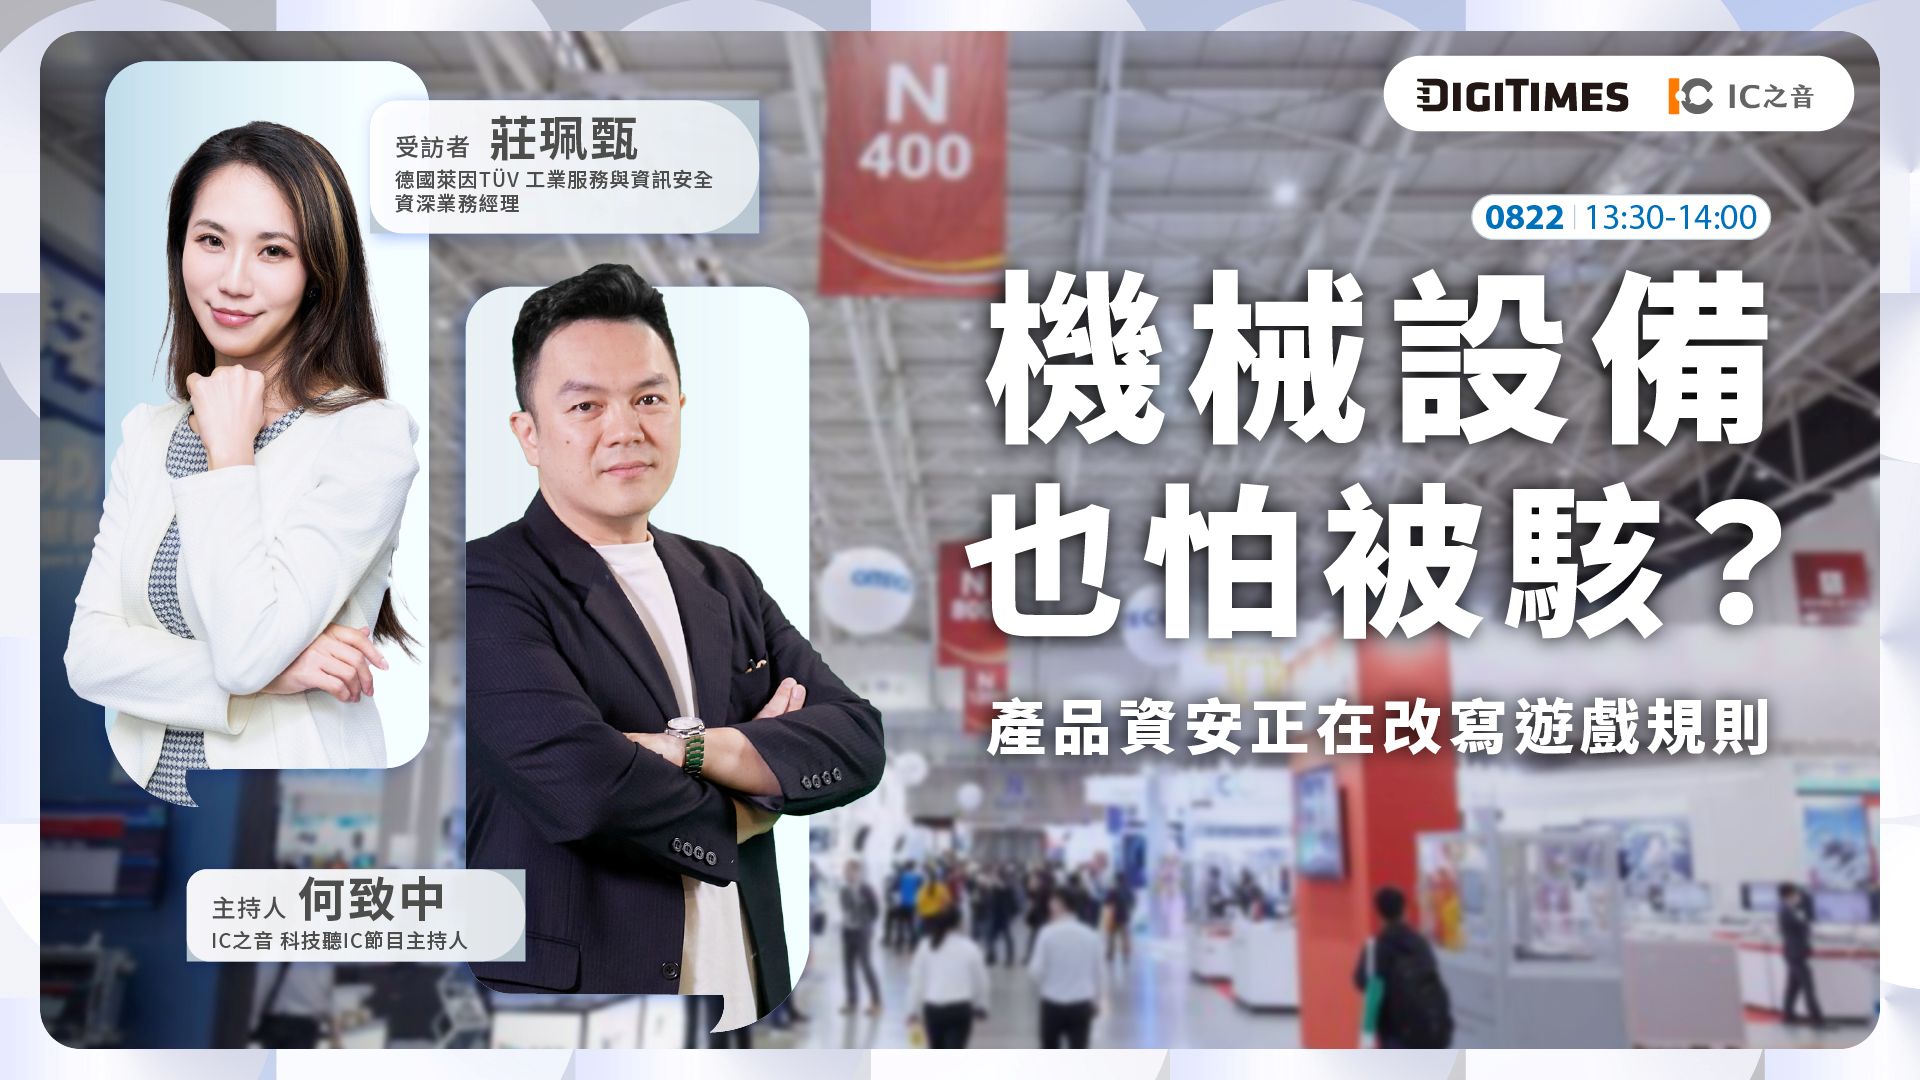 DIGITIMES
IC之音
N
400
受訪者 莊珮甄
德國萊因TÜV 工業服務與資訊安全
資深業務經理
0822 | 13:30-14:00
機械設備
也怕被駭？
產品資安正在改寫遊戲規則
主持人 何致中
IC之音 科技聽IC節目主持人